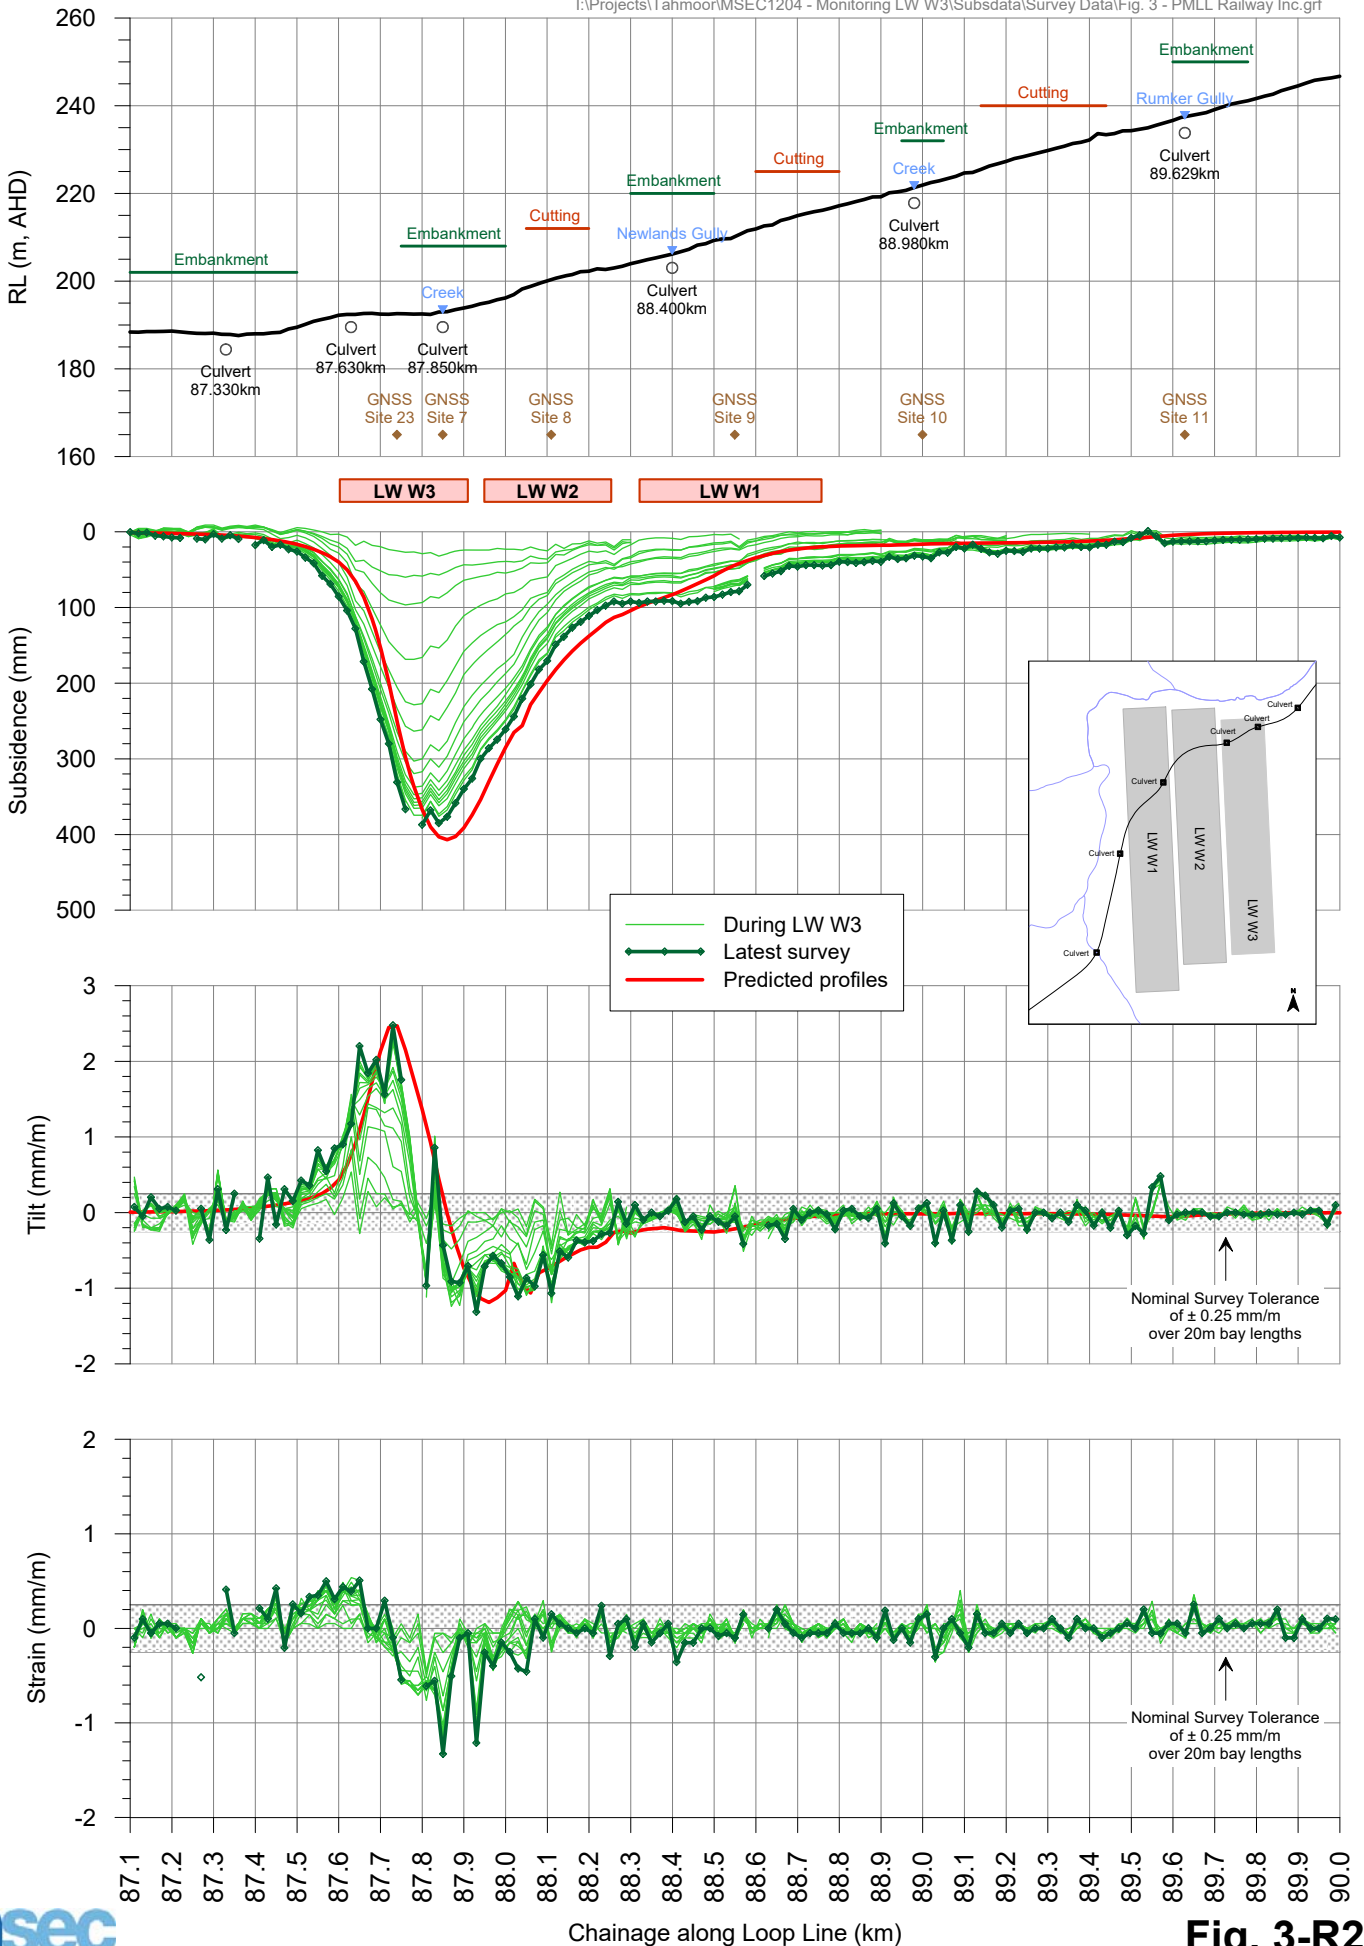 I:\Projects\Tahmoor\MSEC1204 - Monitoring LW W3\Subsdata\Survey Data\Fig. 3 - PMLL Railway Inc.grf
260
240
220
200
180
160
RL (m, AHD)
Embankment
Embankment
Cutting
Embankment
Cutting
Embankment
Cutting
Embankment
Creek
Newlands Gully
Creek
Rumker Gully
Culvert
87.330km
Culvert
87.630km
Culvert
87.850km
Culvert
88.400km
Culvert
88.980km
Culvert
89.629km
GNSS
Site 23
GNSS
Site 7
GNSS
Site 8
GNSS
Site 9
GNSS
Site 10
GNSS
Site 11
LW W3
LW W2
LW W1
0
100
200
300
400
500
Subsidence (mm)
Culvert
Culvert
Culvert
Culvert
Culvert
Culvert
LW W1
LW W2
LW W3
N
During LW W3
Latest survey
Predicted profiles
3
2
1
0
-1
-2
Tilt (mm/m)
Nominal Survey Tolerance
of ± 0.25 mm/m
over 20m bay lengths
2
1
0
-1
-2
Strain (mm/m)
Nominal Survey Tolerance
of ± 0.25 mm/m
over 20m bay lengths
87.1
87.2
87.3
87.4
87.5
87.6
87.7
87.8
87.9
88.0
88.1
88.2
88.3
88.4
88.5
88.6
88.7
88.8
88.9
89.0
89.1
89.2
89.3
89.4
89.5
89.6
89.7
89.8
89.9
90.0
Chainage along Loop Line (km)
sec
Fig. 3-R2